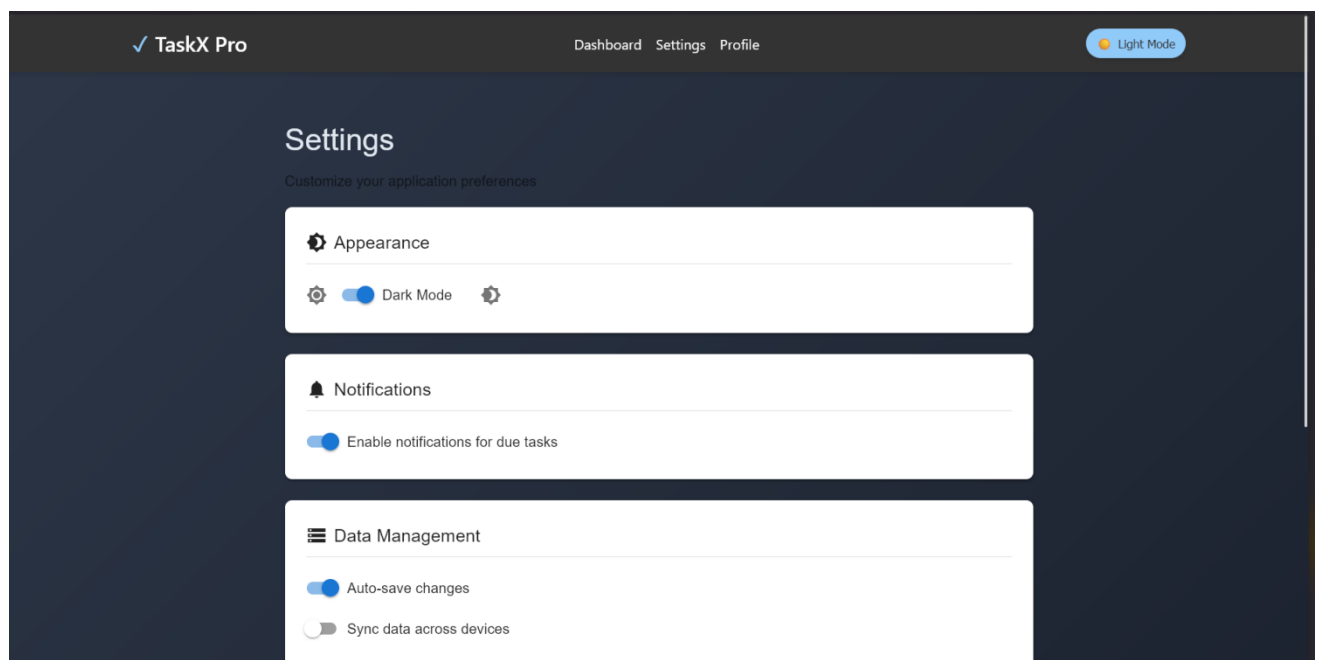 ✓ TaskX Pro
Dashboard Settings Profile
Light Mode
Settings
Customize your application preferences
Appearance
Dark Mode
Notifications
Enable notifications for due tasks
Data Management
Auto-save changes
Sync data across devices